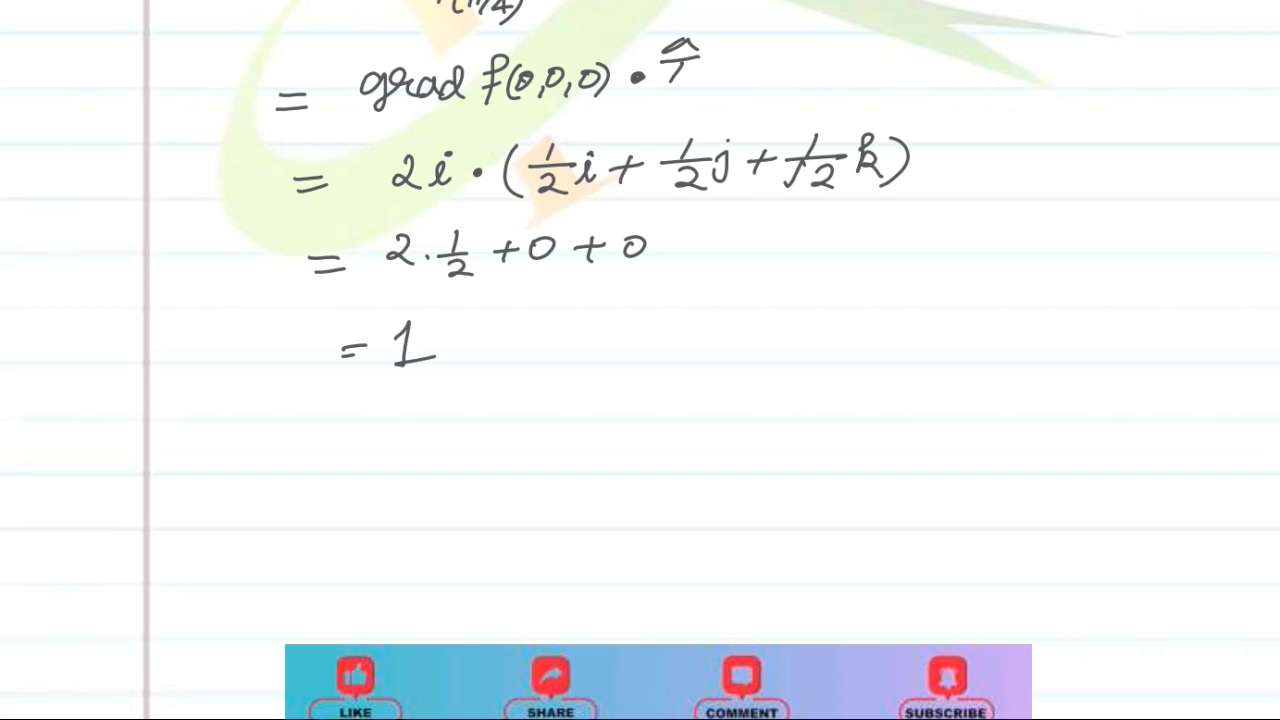 = grad f(0,0,0) · â/1
= 2i · (1/2 i + 1/2 j + 1/√2 k)
= 2 · 1/2 + 0 + 0
= 1
LIKE SHARE COMMENT SUBSCRIBE